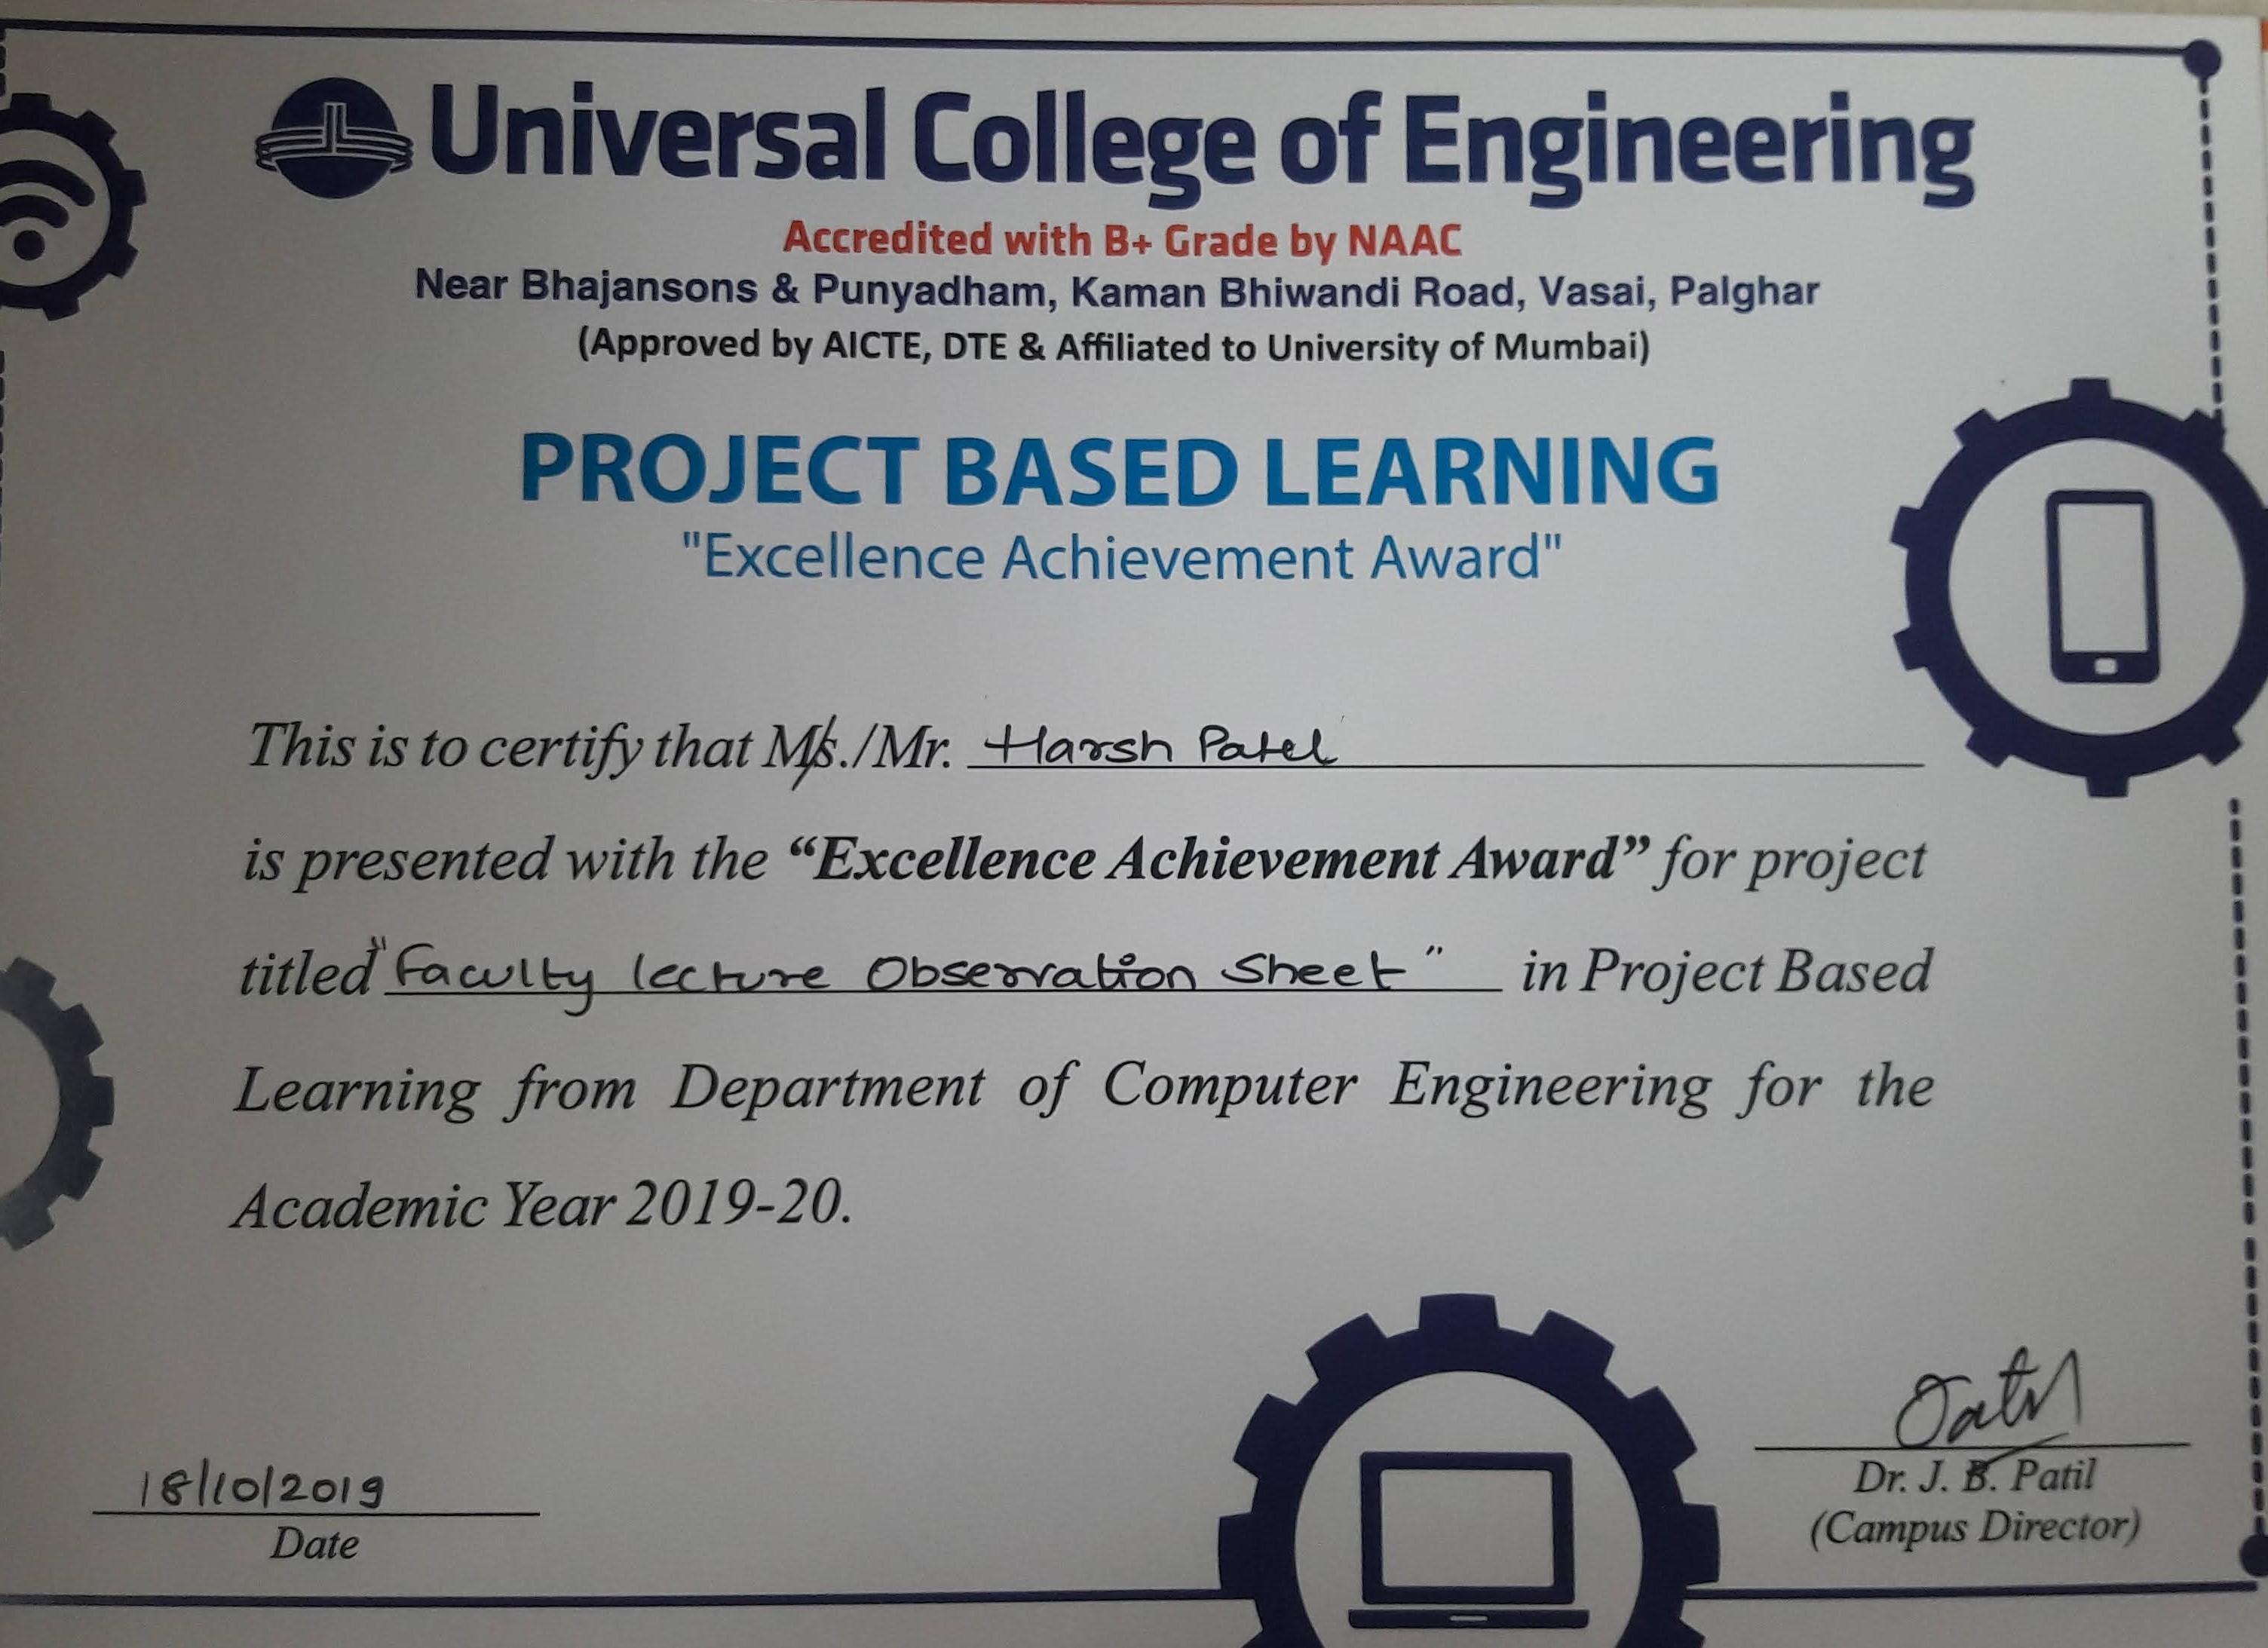 Universal College of Engineering
Accredited with B+ Grade by NAAC
Near Bhajansons & Punyadham, Kaman Bhiwandi Road, Vasai, Palghar
(Approved by AICTE, DTE & Affiliated to University of Mumbai)
PROJECT BASED LEARNING
"Excellence Achievement Award"
This is to certify that Ms./Mr. Harsh Patel
is presented with the “Excellence Achievement Award” for project
titled "Faculty lecture Observation Sheet" in Project Based
Learning from Department of Computer Engineering for the
Academic Year 2019-20.
18/10/2019
Date
Dr. J. B. Patil
(Campus Director)